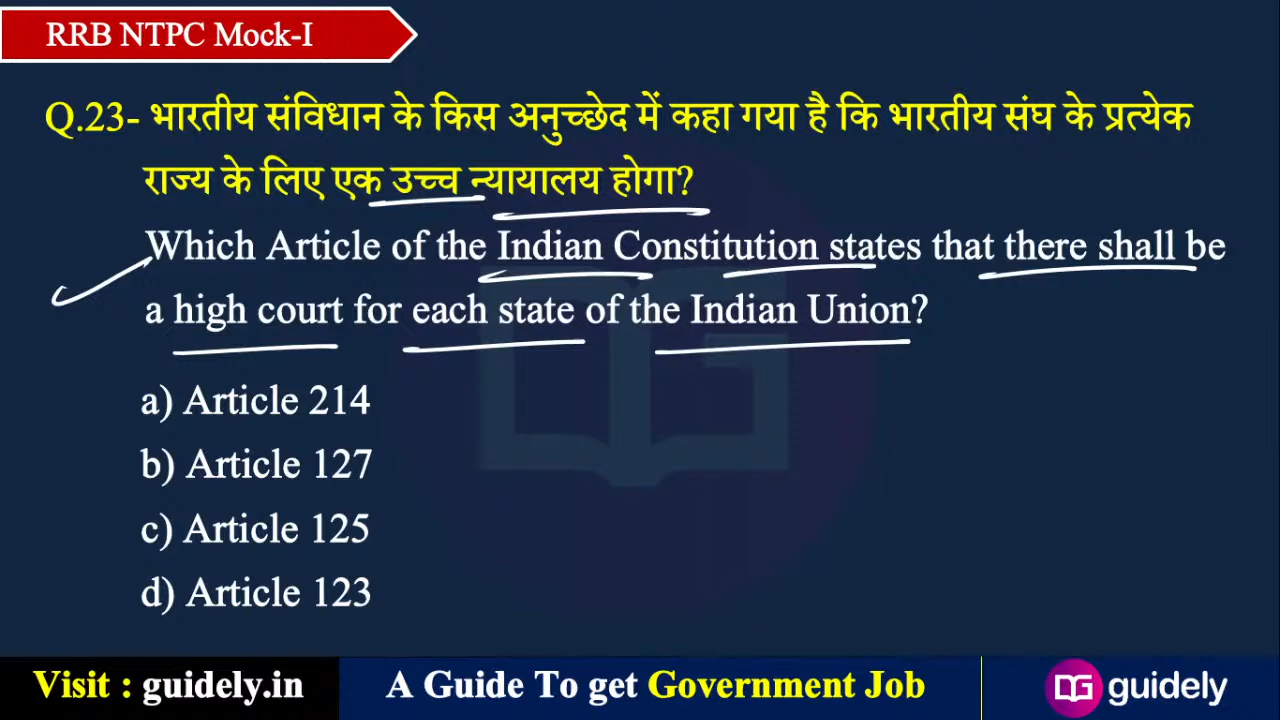 RRB NTPC Mock-I
Q.23- भारतीय संविधान के किस अनुच्छेद में कहा गया है कि भारतीय संघ के प्रत्येक
राज्य के लिए एक उच्च न्यायालय होगा?
Which Article of the Indian Constitution states that there shall be
a high court for each state of the Indian Union?
a) Article 214
b) Article 127
c) Article 125
d) Article 123
Visit : guidely.in A Guide To get Government Job guidely